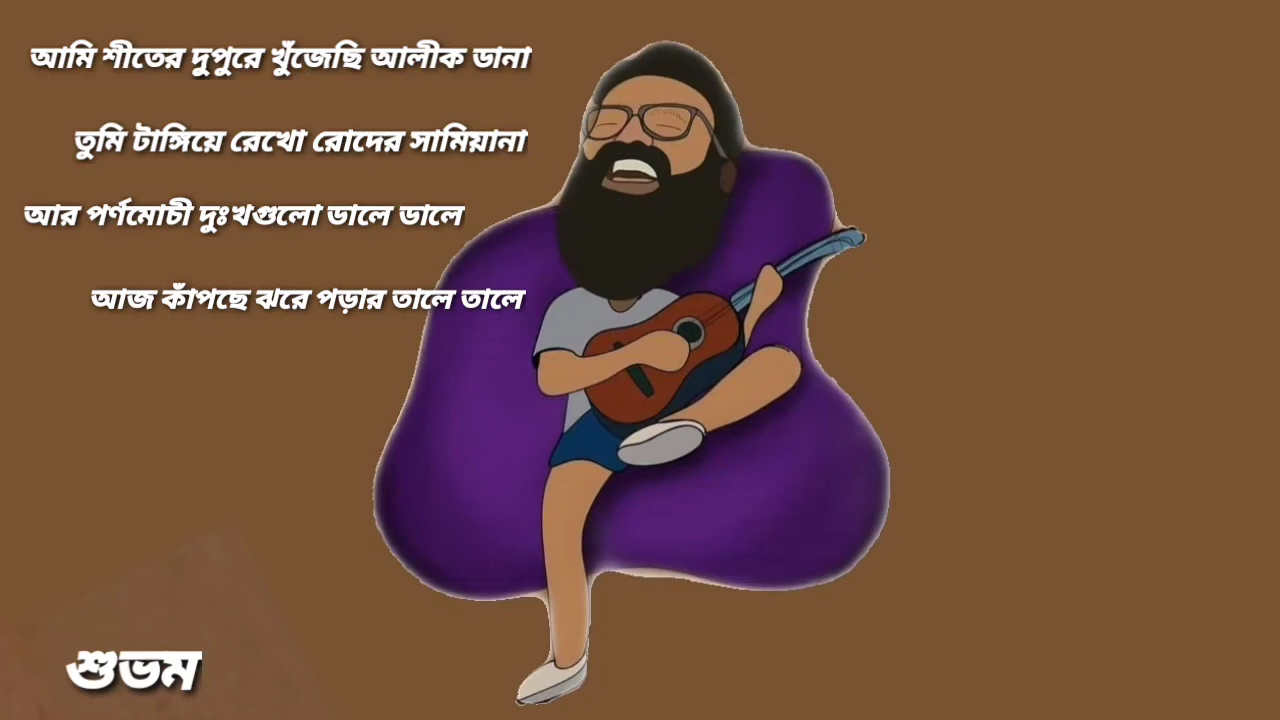 আমি শীতের দুপুরে খুঁজেছি আলীক ডানা
তুমি টাঙ্গিয়ে রেখো রোদের সামিয়ানা
আর পর্ণমোচী দুঃখগুলো ডালে ডালে
আজ কাঁপছে ঝরে পড়ার তালে তালে
শুভম